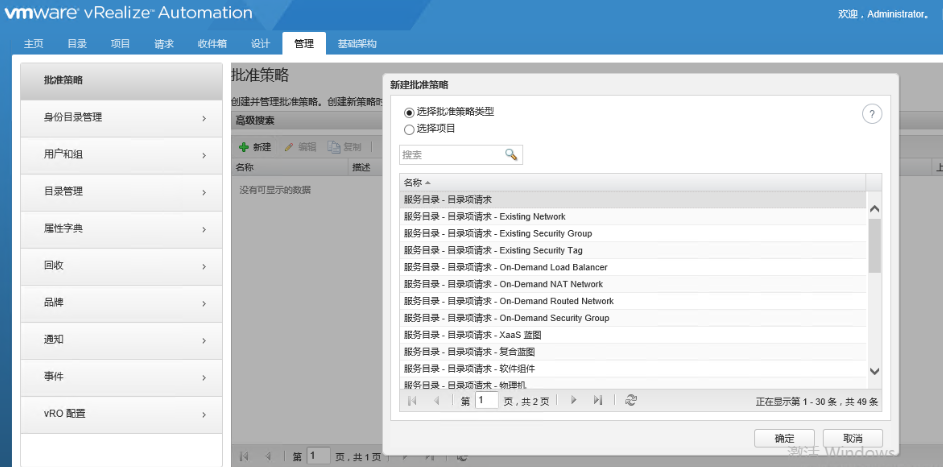 vmware vRealize™ Automation
欢迎，Administrator。
主页 目录 项目 请求 收件箱 设计 管理 基础架构
批准策略
身份目录管理
用户和组
目录管理
属性字典
回收
品牌
通知
事件
vRO 配置
批准策略
创建并管理批准策略。创建新策略时
高级搜索
新建 编辑 复制
名称 描述
没有可显示的数据
第 1 页，共 1 页
新建批准策略
选择批准策略类型
选择项目
?
搜索
名称
服务目录 - 目录项请求
服务目录 - 目录项请求 - Existing Network
服务目录 - 目录项请求 - Existing Security Group
服务目录 - 目录项请求 - Existing Security Tag
服务目录 - 目录项请求 - On-Demand Load Balancer
服务目录 - 目录项请求 - On-Demand NAT Network
服务目录 - 目录项请求 - On-Demand Routed Network
服务目录 - 目录项请求 - On-Demand Security Group
服务目录 - 目录项请求 - XaaS 蓝图
服务目录 - 目录项请求 - 复合蓝图
服务目录 - 目录项请求 - 软件组件
服务目录 - 目录项请求 - 物理机
第 1 页，共 2 页
正在显示第 1 - 30 条，共 49 条
确定 取消
激活 Windows